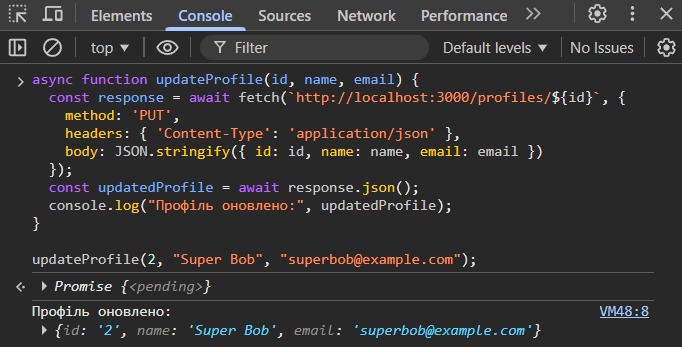 Elements Console Sources Network Performance
top Filter Default levels No Issues
async function updateProfile(id, name, email) {
  const response = await fetch(`http://localhost:3000/profiles/${id}`, {
    method: 'PUT',
    headers: { 'Content-Type': 'application/json' },
    body: JSON.stringify({ id: id, name: name, email: email })
  });
  const updatedProfile = await response.json();
  console.log("Профіль оновлено:", updatedProfile);
}

updateProfile(2, "Super Bob", "superbob@example.com");
Promise {<pending>}
Профіль оновлено: VM48:8
{id: '2', name: 'Super Bob', email: 'superbob@example.com'}